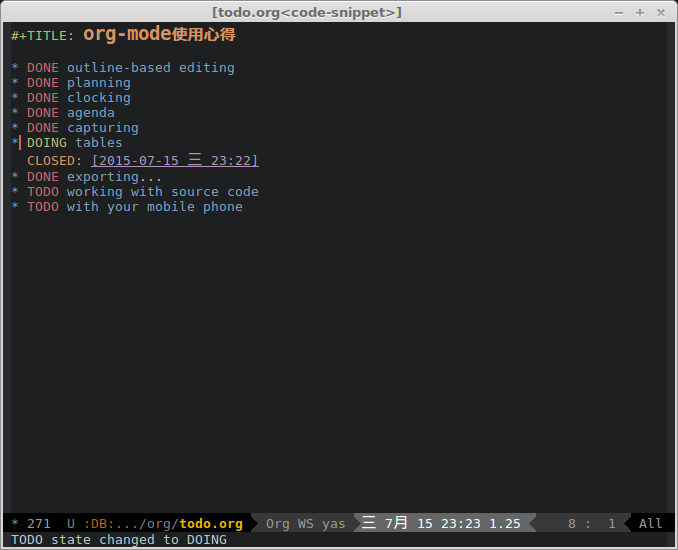 [todo.org<code-snippet>]
#+TITLE: org-mode使用心得
* DONE outline-based editing
* DONE planning
* DONE clocking
* DONE agenda
* DONE capturing
* DOING tables
CLOSED: [2015-07-15 三 23:22]
* DONE exporting...
* TODO working with source code
* TODO with your mobile phone
* 271 U :DB:.../org/todo.org Org WS yas 三 7月 15 23:23 1.25 8 : 1 All
TODO state changed to DOING